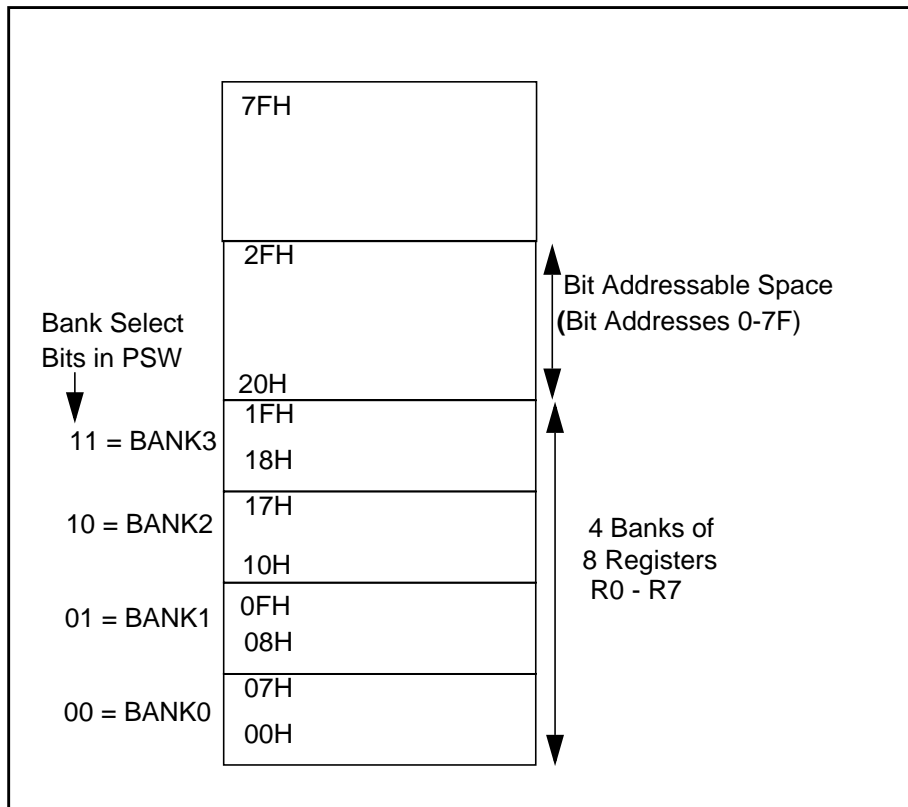 7FH
2FH
Bit Addressable Space
(Bit Addresses 0-7F)
Bank Select
Bits in PSW
20H
1FH
11 = BANK3
18H
17H
10 = BANK2
10H
4 Banks of
8 Registers
R0 - R7
0FH
01 = BANK1
08H
07H
00 = BANK0
00H